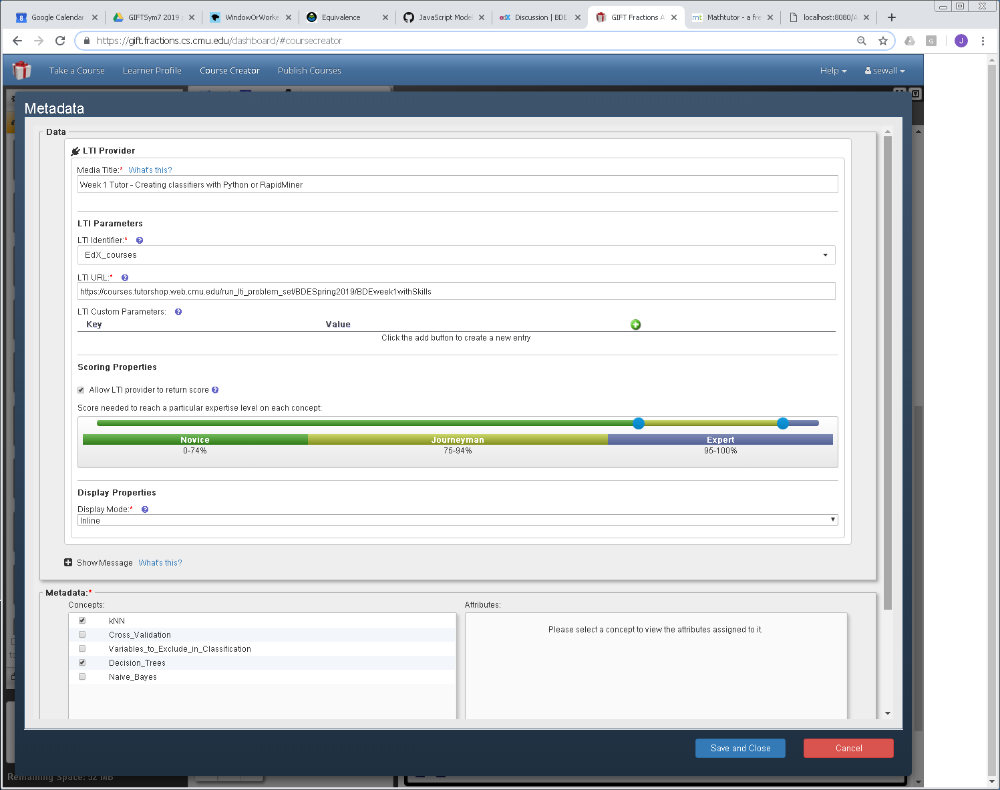 Google Calendar
GIFTSym7 2019
WindowOrWorke
Equivalence
JavaScript Model
edX Discussion | BDE
GIFT Fractions A
mt Mathtutor - a fre
localhost:8080/A
https://gift.fractions.cs.cmu.edu/dashboard/#coursecreator
G
J
Take a Course Learner Profile Course Creator Publish Courses Help sewall
Metadata
Data
LTI Provider
Media Title:* What's this?
Week 1 Tutor - Creating classifiers with Python or RapidMiner
LTI Parameters
LTI Identifier:* ?
EdX_courses
LTI URL:* ?
https://courses.tutorshop.web.cmu.edu/run_lti_problem_set/BDESpring2019/BDEweek1withSkills
LTI Custom Parameters: ?
Key Value
Click the add button to create a new entry
Scoring Properties
Allow LTI provider to return score ?
Score needed to reach a particular expertise level on each concept:
Novice Journeyman Expert
0-74% 75-94% 95-100%
Display Properties
Display Mode:* ?
Inline
Show Message What's this?
Metadata:*
Concepts: Attributes:
kNN
Please select a concept to view the attributes assigned to it.
Cross_Validation
Variables_to_Exclude_in_Classification
Decision_Trees
Naive_Bayes
Save and Close Cancel
Remaining Space: 52 MB